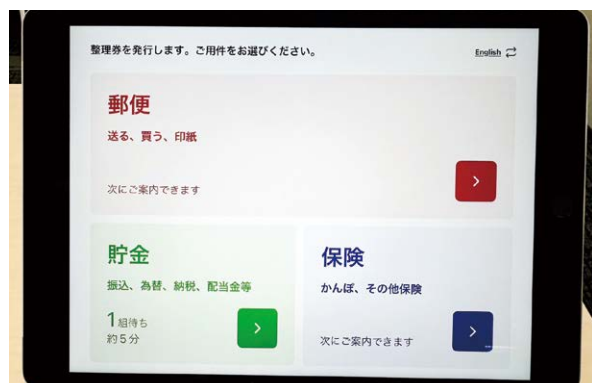 整理券を発行します。ご用件をお選びください。
English
郵便
送る、買う、印紙
次にご案内できます
貯金
振込、為替、納税、配当金等
1組待ち
約5分
保険
かんぽ、その他保険
次にご案内できます